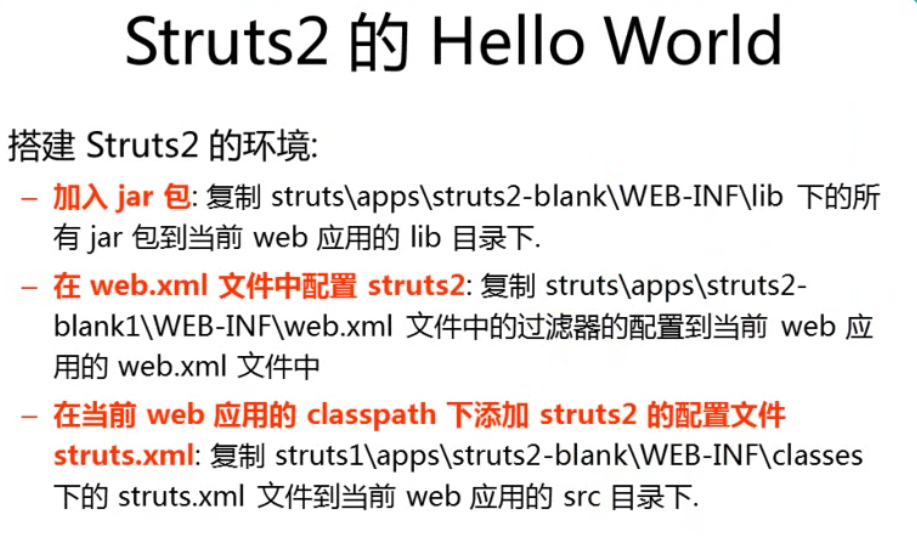 Struts2 的 Hello World
搭建 Struts2 的环境:
– 加入 jar 包: 复制 struts\apps\struts2-blank\WEB-INF\lib 下的所
有 jar 包到当前 web 应用的 lib 目录下.
– 在 web.xml 文件中配置 struts2: 复制 struts\apps\struts2-
blank1\WEB-INF\web.xml 文件中的过滤器的配置到当前 web 应
用的 web.xml 文件中
– 在当前 web 应用的 classpath 下添加 struts2 的配置文件
struts.xml: 复制 struts1\apps\struts2-blank\WEB-INF\classes
下的 struts.xml 文件到当前 web 应用的 src 目录下.